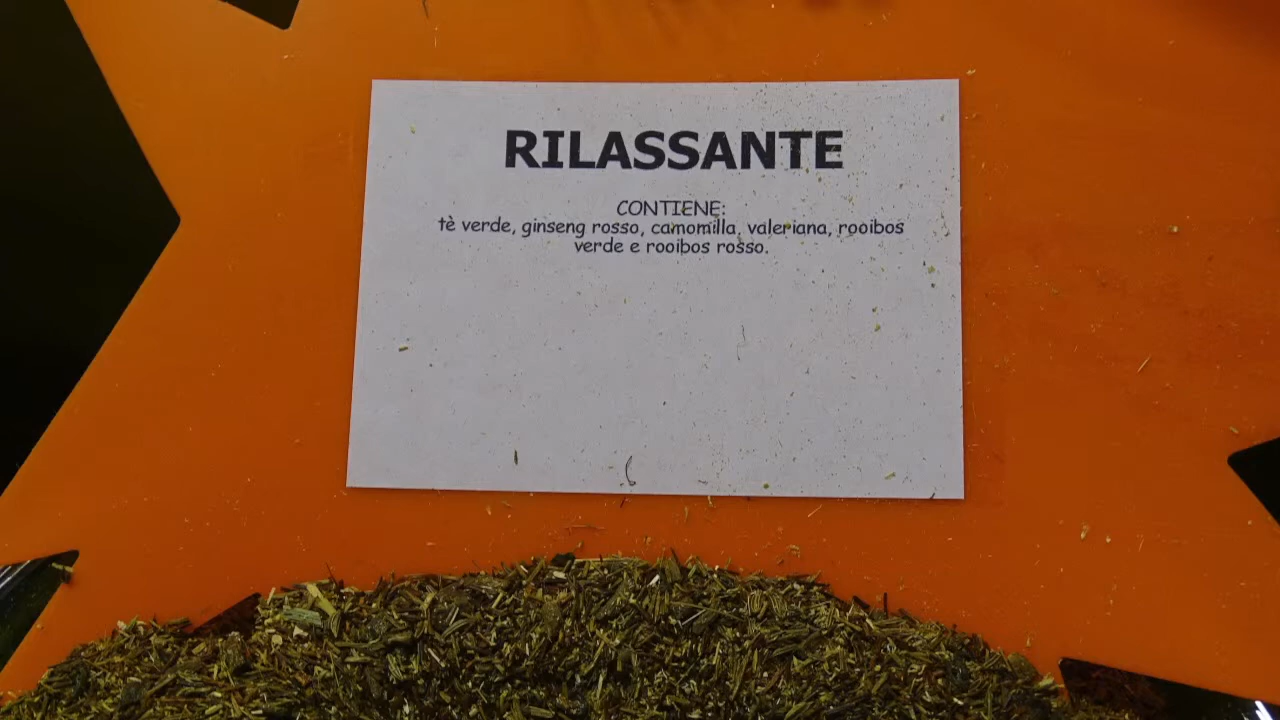 RILASSANTE
CONTIENE:
tè verde, ginseng rosso, camomilla, valeriana, rooibos
verde e rooibos rosso.